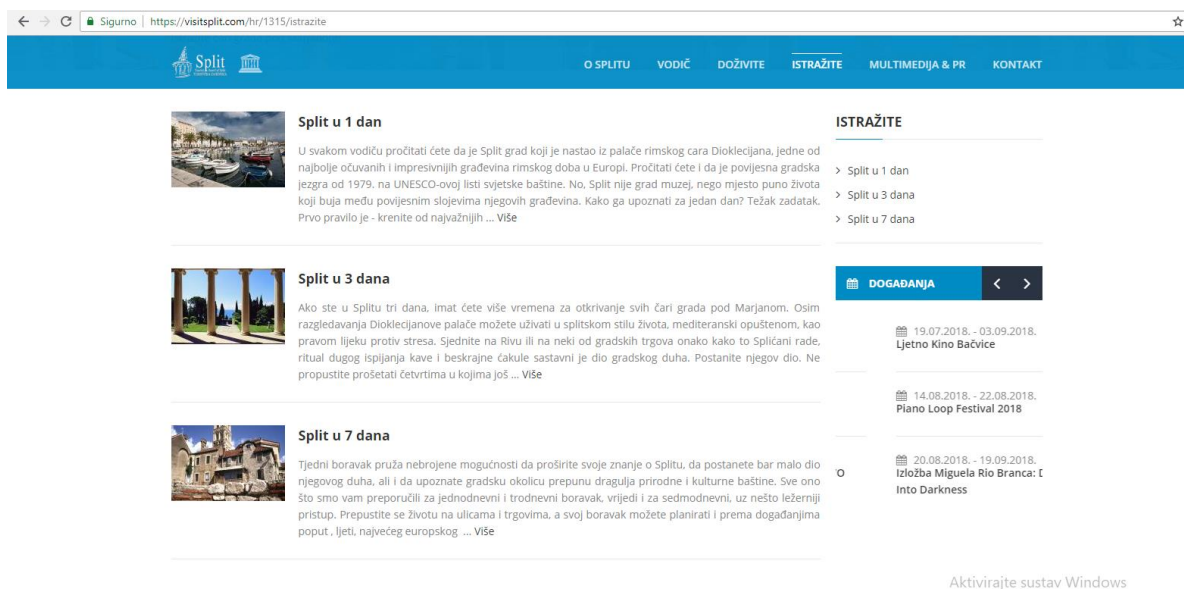 Sigurno | https://visitsplit.com/hr/1315/istrazite
Split
O SPLITU VODIČ DOŽIVITE ISTRAŽITE MULTIMEDIJA & PR KONTAKT
Split u 1 dan
U svakom vodiču pročitati ćete da je Split grad koji je nastao iz palače rimskog cara Dioklecijana, jedne od
najbolje očuvanih i impresivnijih građevina rimskog doba u Europi. Pročitati ćete i da je povijesna gradska
jezgra od 1979. na UNESCO-ovoj listi svjetske baštine. No, Split nije grad muzej, nego mjesto puno života
koji buja među povijesnim slojevima njegovih građevina. Kako ga upoznati za jedan dan? Težak zadatak.
Prvo pravilo je - krenite od najvažnijih ... Više
Split u 3 dana
Ako ste u Splitu tri dana, imat ćete više vremena za otkrivanje svih čari grada pod Marjanom. Osim
razgledavanja Dioklecijanove palače možete uživati u splitskom stilu života, mediteranski opuštenom, kao
pravom lijeku protiv stresa. Sjednite na Rivu ili na neki od gradskih trgova onako kako to Splićani rade,
ritual dugog ispijanja kave i beskrajne ćakule sastavni je dio gradskog duha. Postanite njegov dio. Ne
propustite prošetati četvrtima u kojima još ... Više
Split u 7 dana
Tjedni boravak pruža nebrojene mogućnosti da proširite svoje znanje o Splitu, da postanete bar malo dio
njegovog duha, ali i da upoznate gradsku okolicu prepunu dragulja prirodne i kulturne baštine. Sve ono
što smo vam preporučili za jednodnevni i trodnevni boravak, vrijedi i za sedmodnevni, uz nešto ležerniji
pristup. Prepustite se životu na ulicama i trgovima, a svoj boravak možete planirati i prema događanjima
poput , ljeti, najvećeg europskog ... Više
ISTRAŽITE
> Split u 1 dan
> Split u 3 dana
> Split u 7 dana
DOGAĐANJA
19.07.2018. - 03.09.2018.
Ljetno Kino Bačvice
14.08.2018. - 22.08.2018.
Piano Loop Festival 2018
20.08.2018. - 19.09.2018.
Izložba Miguela Rio Branca:
Into Darkness
Aktivirajte sustav Windows